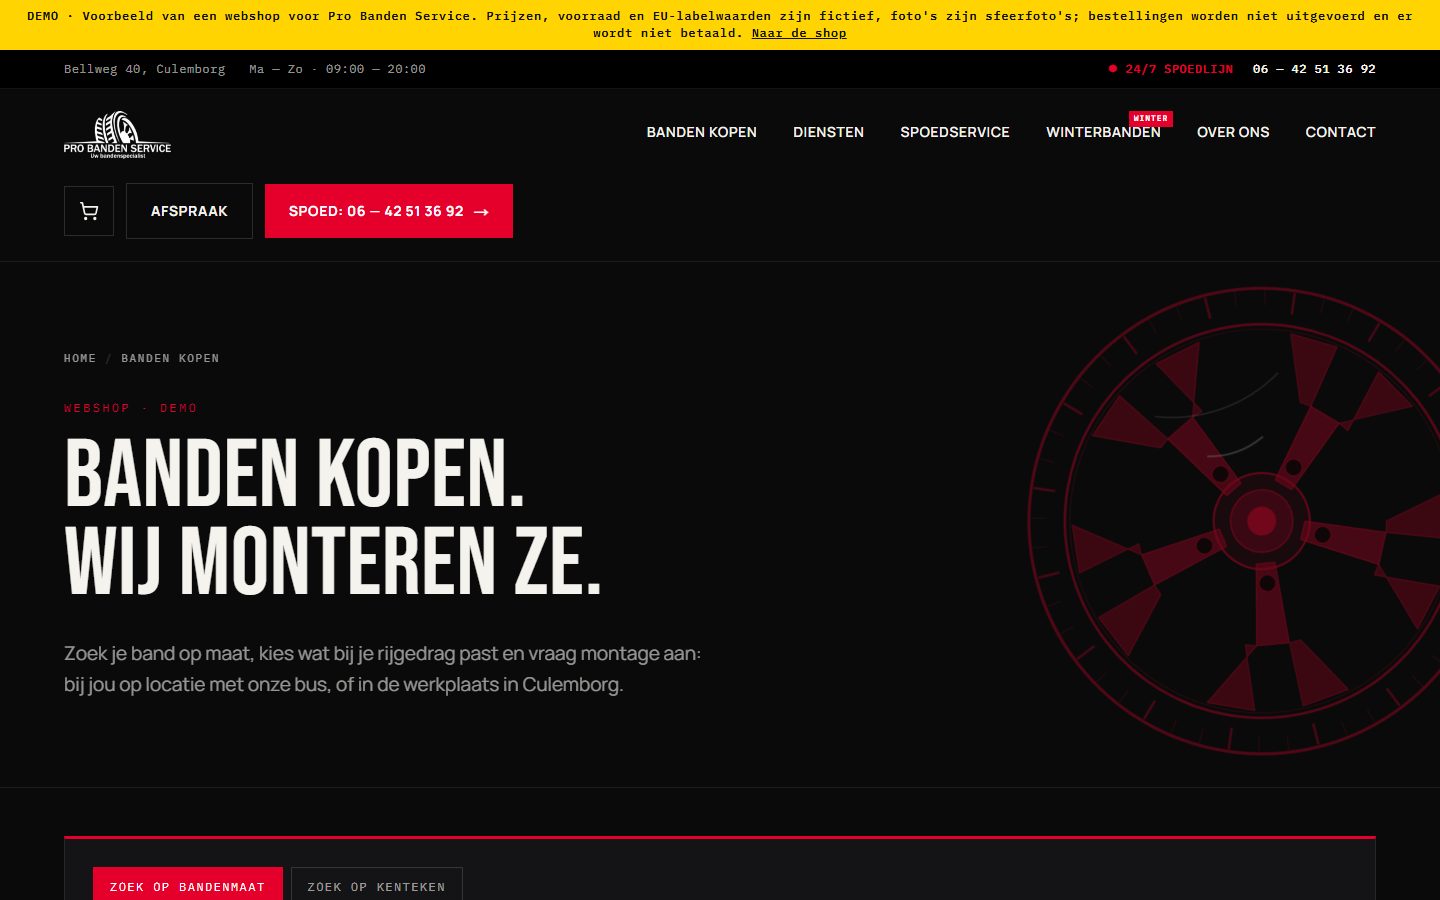 DEMO · Voorbeeld van een webshop voor Pro Banden Service. Prijzen, voorraad en EU-labelwaarden zijn fictief, foto's zijn sfeerfoto's; bestellingen worden niet uitgevoerd en er
wordt niet betaald. Naar de shop
Bellweg 40, Culemborg Ma — Zo · 09:00 — 20:00
24/7 SPOEDLIJN 06 — 42 51 36 92
PRO BANDEN SERVICE
Uw bandenspecialist
WINTER
BANDEN KOPEN DIENSTEN SPOEDSERVICE WINTERBANDEN OVER ONS CONTACT
AFSPRAAK
SPOED: 06 — 42 51 36 92 →
HOME / BANDEN KOPEN
WEBSHOP · DEMO
BANDEN KOPEN.
WIJ MONTEREN ZE.
Zoek je band op maat, kies wat bij je rijgedrag past en vraag montage aan:
bij jou op locatie met onze bus, of in de werkplaats in Culemborg.
ZOEK OP BANDENMAAT
ZOEK OP KENTEKEN